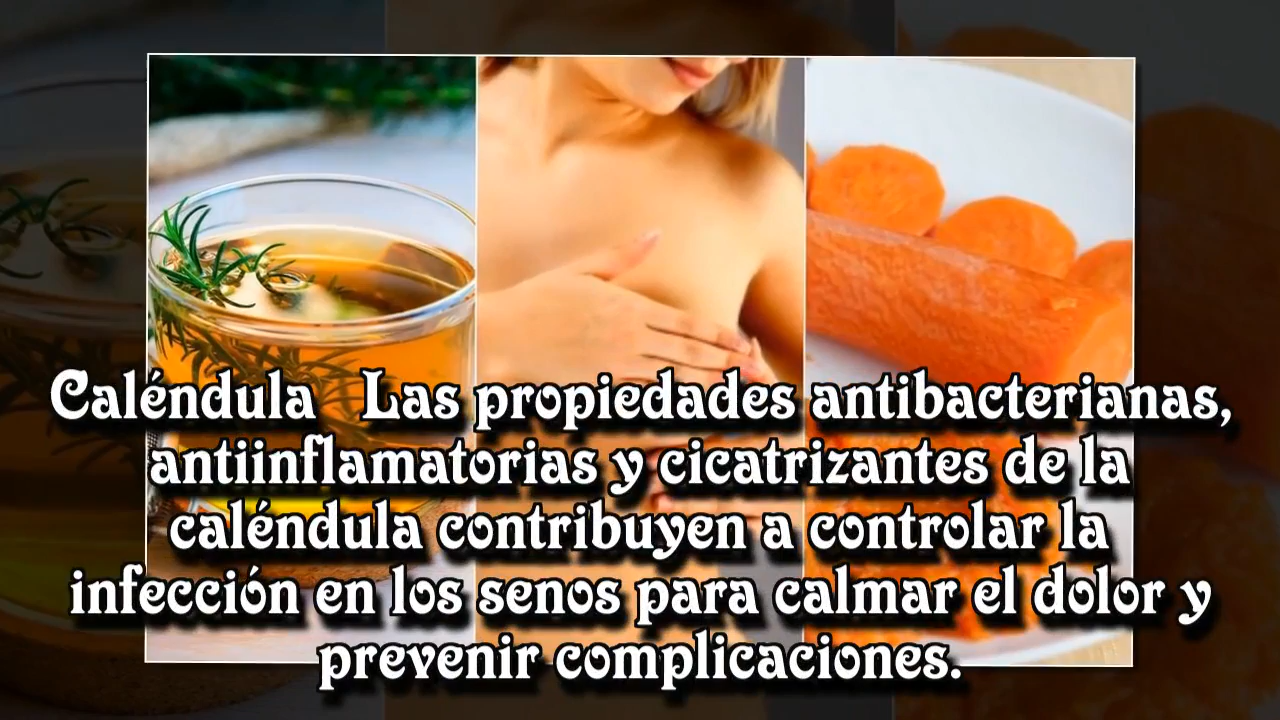 Caléndula Las propiedades antibacterianas,
antiinflamatorias y cicatrizantes de la
caléndula contribuyen a controlar la
infección en los senos para calmar el dolor y
prevenir complicaciones.